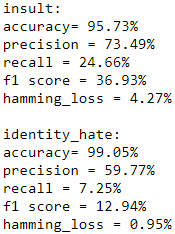 insult:
accuracy= 95.73%
precision = 73.49%
recall = 24.66%
f1 score = 36.93%
hamming_loss = 4.27%

identity_hate:
accuracy= 99.05%
precision = 59.77%
recall = 7.25%
f1 score = 12.94%
hamming_loss = 0.95%